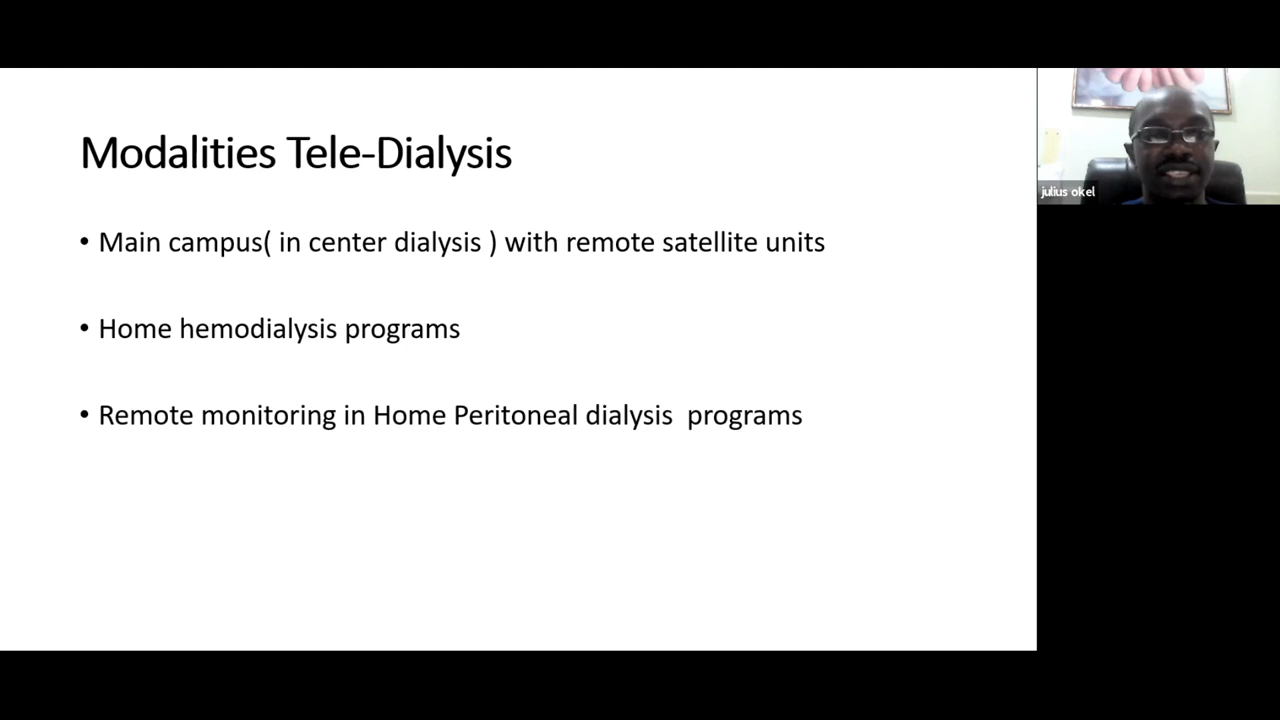 Modalities Tele-Dialysis
• Main campus( in center dialysis ) with remote satellite units
• Home hemodialysis programs
• Remote monitoring in Home Peritoneal dialysis  programs
julius okel